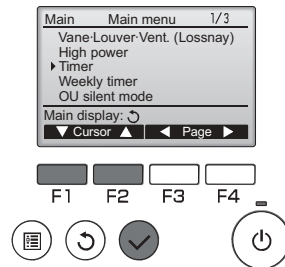 Main Main menu 1/3
Vane·Louver·Vent. (Lossnay)
High power
Timer
Weekly timer
OU silent mode
Main display:
Cursor Page
F1 F2 F3 F4